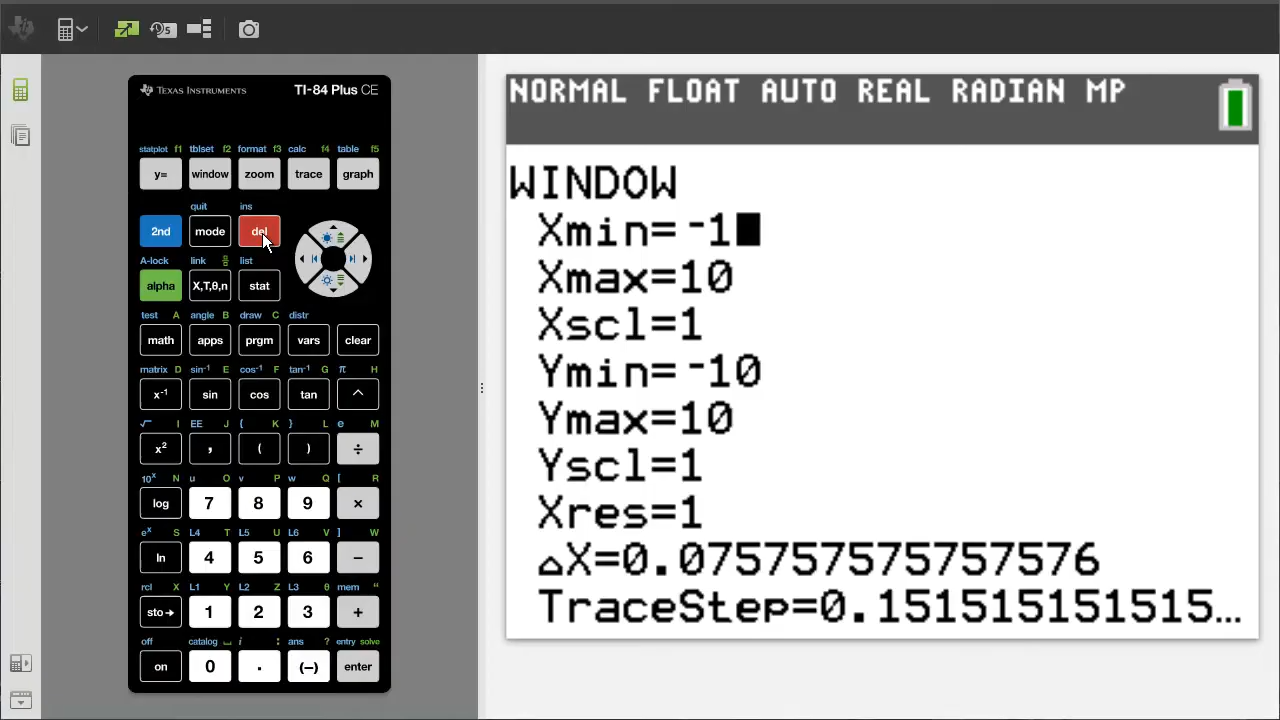 TEXAS INSTRUMENTS TI-84 Plus CE
statplot f1 tblset f2 format f3 calc f4 table f5
y= window zoom trace graph
quit ins
2nd mode del
A-lock link list
alpha X,T,θ,n stat
test A angle B draw C distr
math apps prgm vars clear
matrix D sin⁻¹ E cos⁻¹ F tan⁻¹ G π H
x⁻¹ sin cos tan ^
√‾ I EE J { K } L e M
x² , ( ) ÷
10ˣ N u O v P w Q [ R
log 7 8 9 ×
eˣ S L4 T L5 U L6 V ] W
ln 4 5 6 −
rcl X L1 Y L2 Z L3 θ mem "
sto→ 1 2 3 +
off catalog ⎵ i : ans ? entry solve
on 0 . (−) enter
NORMAL FLOAT AUTO REAL RADIAN MP
WINDOW
Xmin=⁻1
Xmax=10
Xscl=1
Ymin=⁻10
Ymax=10
Yscl=1
Xres=1
△X=0.075757575757576
TraceStep=0.151515151515…